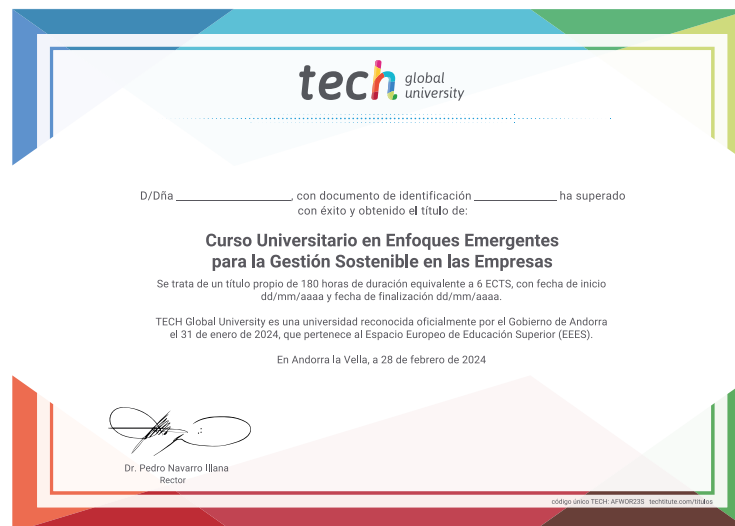 tech global university
D/Dña ______________________, con documento de identificación ________________ ha superado
con éxito y obtenido el título de:
Curso Universitario en Enfoques Emergentes
para la Gestión Sostenible en las Empresas
Se trata de un título propio de 180 horas de duración equivalente a 6 ECTS, con fecha de inicio
dd/mm/aaaa y fecha de finalización dd/mm/aaaa.
TECH Global University es una universidad reconocida oficialmente por el Gobierno de Andorra
el 31 de enero de 2024, que pertenece al Espacio Europeo de Educación Superior (EEES).
En Andorra la Vella, a 28 de febrero de 2024
Dr. Pedro Navarro Illana
Rector
código único TECH: AFWOR23S techtitute.com/titulos